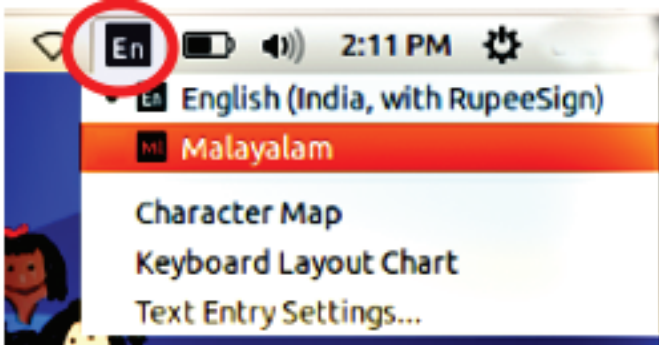 En 2:11 PM
En English (India, with RupeeSign)
Ml Malayalam
Character Map
Keyboard Layout Chart
Text Entry Settings...